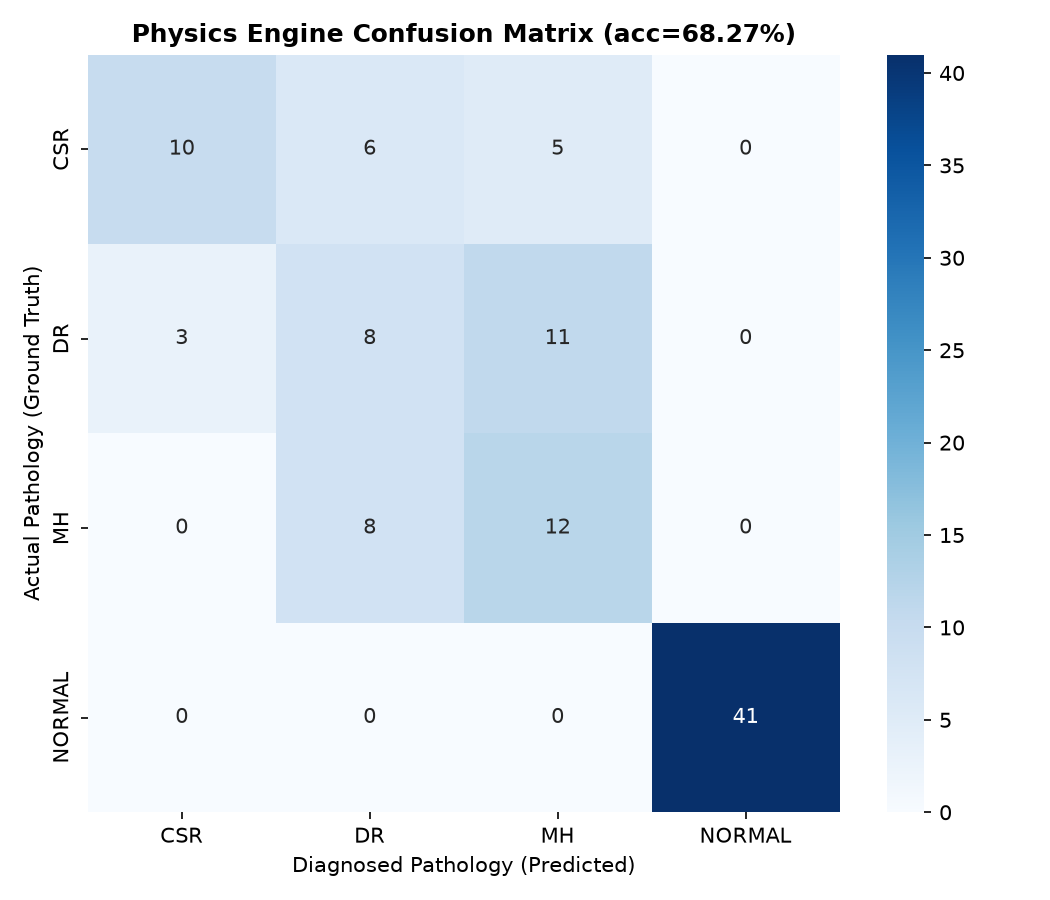 Physics Engine Confusion Matrix (acc=68.27%)
Actual Pathology (Ground Truth)
CSR 10 6 5 0
DR 3 8 11 0
MH 0 8 12 0
NORMAL 0 0 0 41
CSR DR MH NORMAL
Diagnosed Pathology (Predicted)
40
35
30
25
20
15
10
5
0